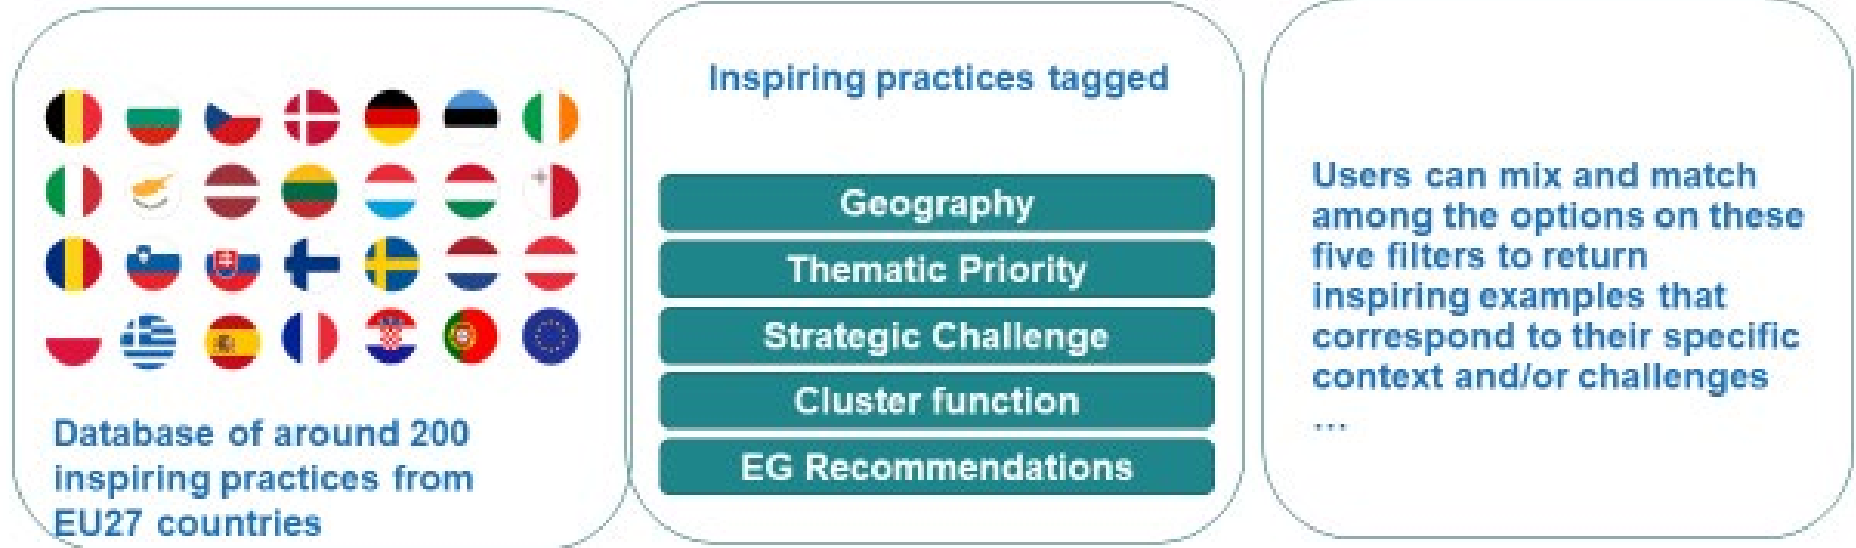 Database of around 200
inspiring practices from
EU27 countries
Inspiring practices tagged
Geography
Thematic Priority
Strategic Challenge
Cluster function
EG Recommendations
Users can mix and match
among the options on these
five filters to return
inspiring examples that
correspond to their specific
context and/or challenges
...